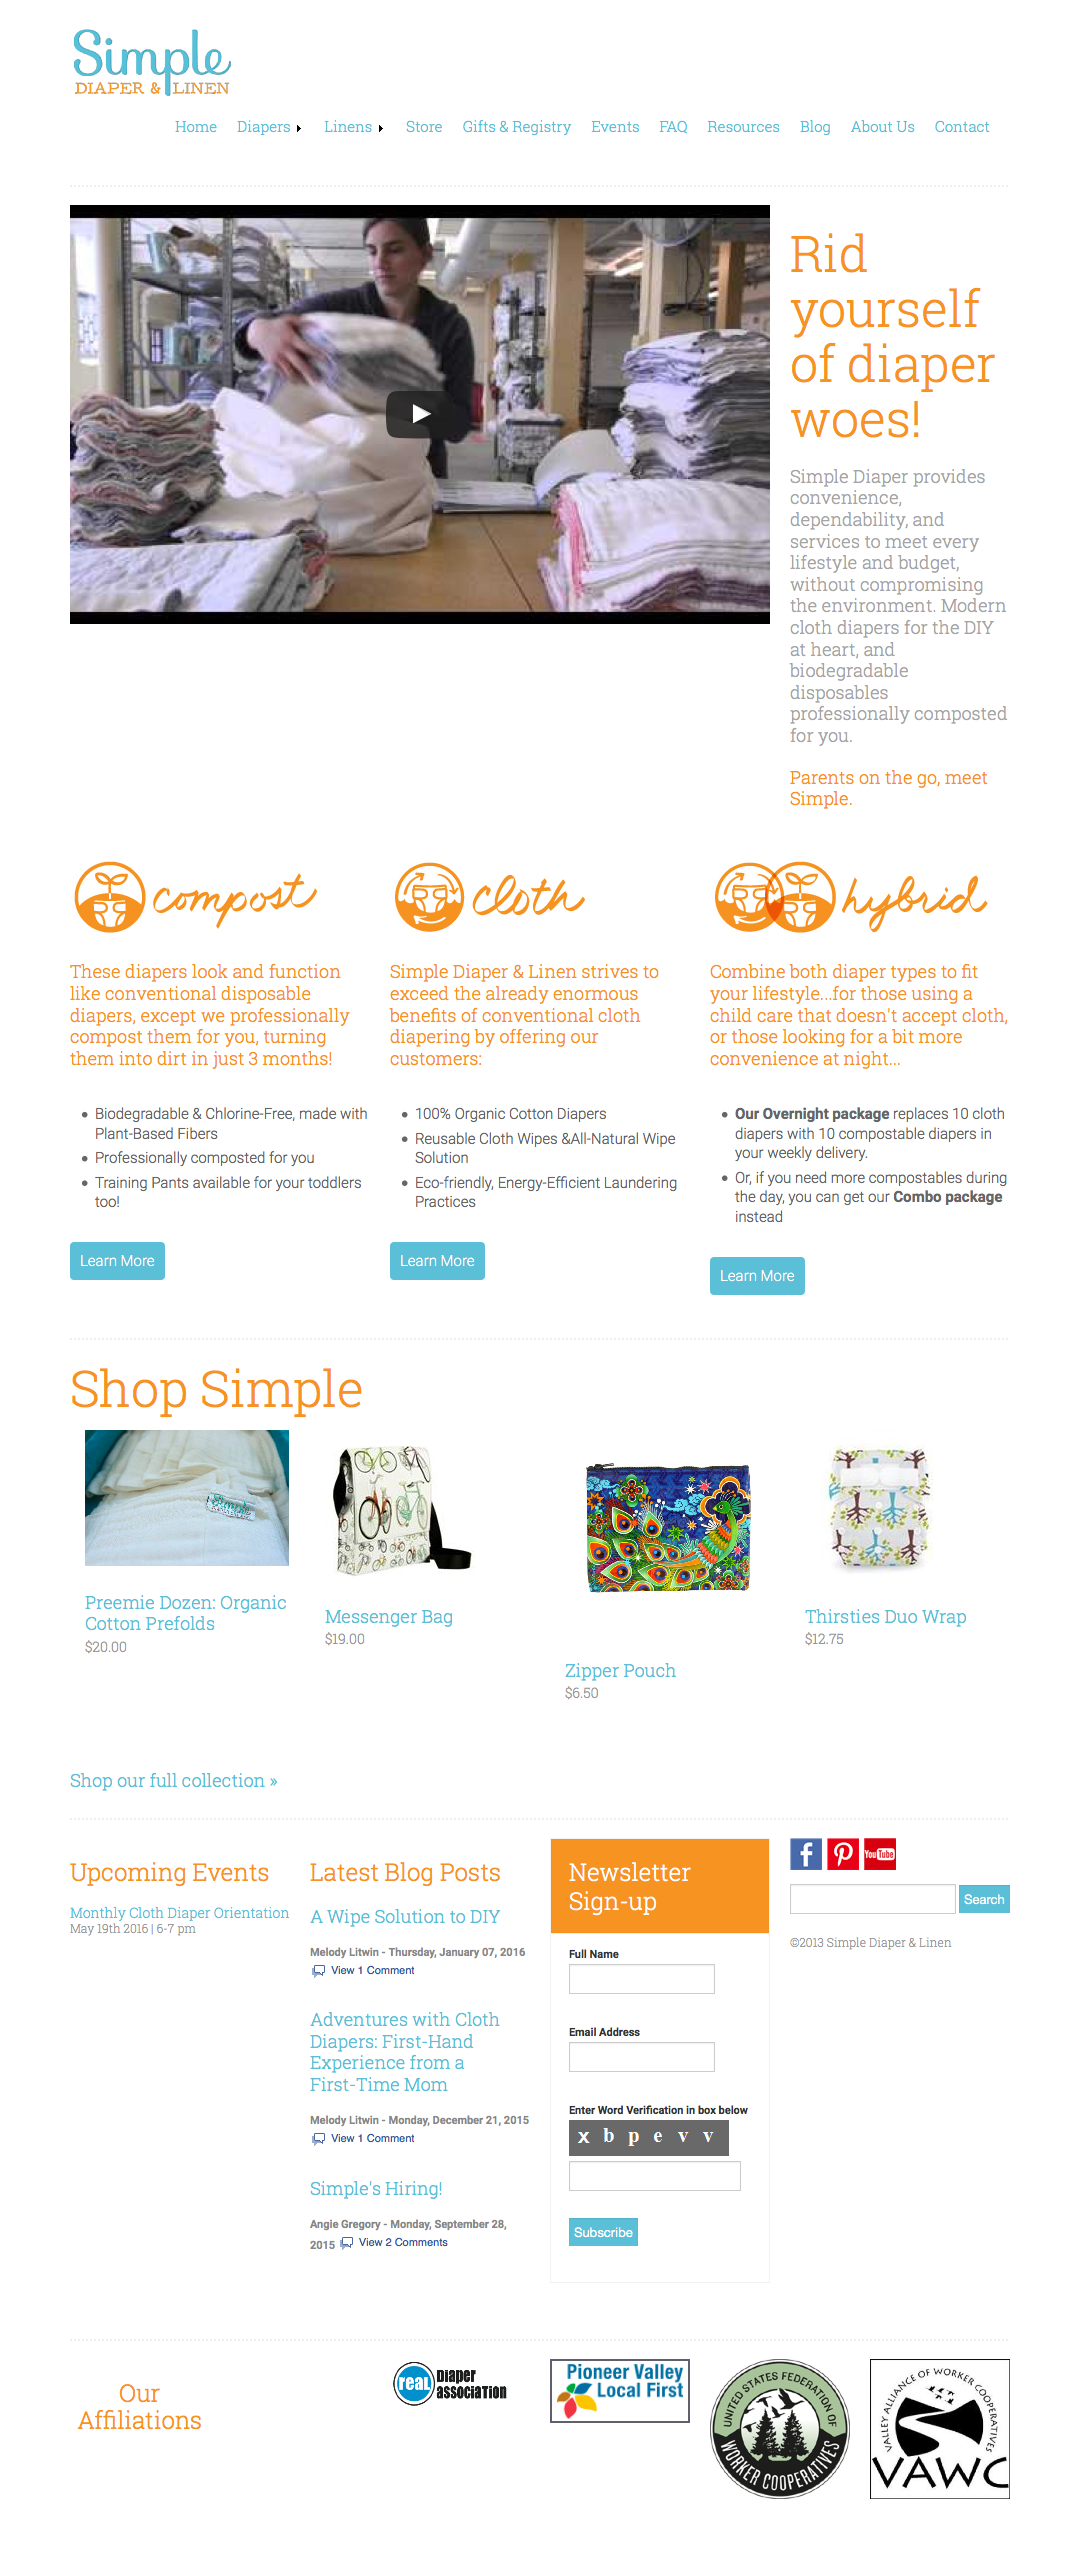 Simple
DIAPER & LINEN
Home Diapers Linens Store Gifts & Registry Events FAQ Resources Blog About Us Contact
Rid
yourself
of diaper
woes!
Simple Diaper provides
convenience,
dependability, and
services to meet every
lifestyle and budget,
without compromising
the environment. Modern
cloth diapers for the DIY
at heart, and
biodegradable
disposables
professionally composted
for you.
Parents on the go, meet
Simple.
compost
These diapers look and function
like conventional disposable
diapers, except we professionally
compost them for you, turning
them into dirt in just 3 months!
• Biodegradable & Chlorine-Free, made with
Plant-Based Fibers
• Professionally composted for you
• Training Pants available for your toddlers
too!
Learn More
cloth
Simple Diaper & Linen strives to
exceed the already enormous
benefits of conventional cloth
diapering by offering our
customers:
• 100% Organic Cotton Diapers
• Reusable Cloth Wipes &All-Natural Wipe
Solution
• Eco-friendly, Energy-Efficient Laundering
Practices
Learn More
hybrid
Combine both diaper types to fit
your lifestyle...for those using a
child care that doesn't accept cloth,
or those looking for a bit more
convenience at night...
• Our Overnight package replaces 10 cloth
diapers with 10 compostable diapers in
your weekly delivery.
• Or, if you need more compostables during
the day, you can get our Combo package
instead
Learn More
Shop Simple
Simple
Preemie Dozen: Organic
Cotton Prefolds
$20.00
Messenger Bag
$19.00
Zipper Pouch
$6.50
Thirsties Duo Wrap
$12.75
Shop our full collection »
Upcoming Events
Monthly Cloth Diaper Orientation
May 19th 2016 | 6-7 pm
Latest Blog Posts
A Wipe Solution to DIY
Melody Litwin - Thursday, January 07, 2016
View 1 Comment
Adventures with Cloth
Diapers: First-Hand
Experience from a
First-Time Mom
Melody Litwin - Monday, December 21, 2015
View 1 Comment
Simple's Hiring!
Angie Gregory - Monday, September 28,
2015 View 2 Comments
Newsletter
Sign-up
Full Name
Email Address
Enter Word Verification in box below
x b p e v v
Subscribe
f
You Tube
Search
©2013 Simple Diaper & Linen
Our
Affiliations
real DIAPER
association
Pioneer Valley
Local First
UNITED STATES FEDERATION OF
WORKER COOPERATIVES
VALLEY ALLIANCE OF WORKER COOPERATIVES
VAWC